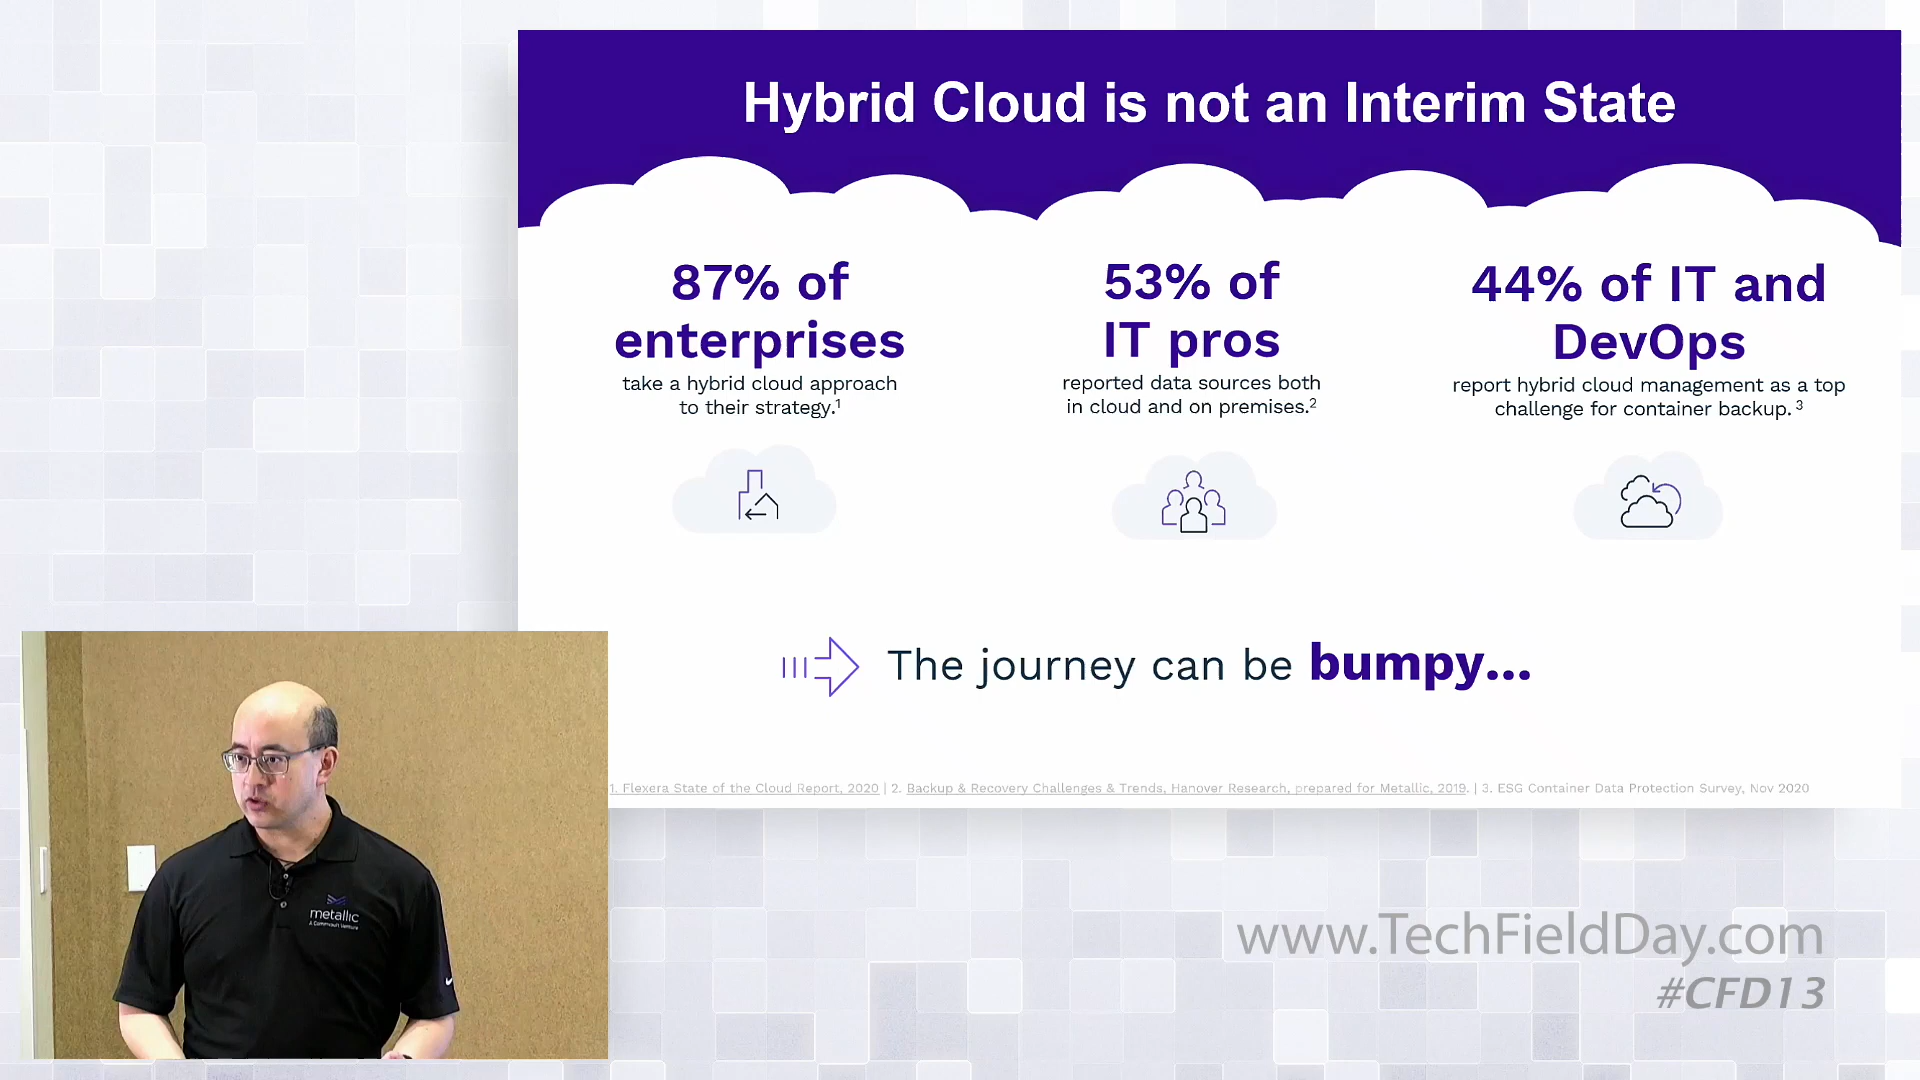 Hybrid Cloud is not an Interim State
87% of
enterprises
take a hybrid cloud approach
to their strategy.¹
53% of
IT pros
reported data sources both
in cloud and on premises.²
44% of IT and
DevOps
report hybrid cloud management as a top
challenge for container backup. ³
The journey can be bumpy...
1. Flexera State of the Cloud Report, 2020 | 2. Backup & Recovery Challenges & Trends, Hanover Research, prepared for Metallic, 2019. | 3. ESG Container Data Protection Survey, Nov 2020
metallic
A Commvault Venture
www.TechFieldDay.com
#CFD13